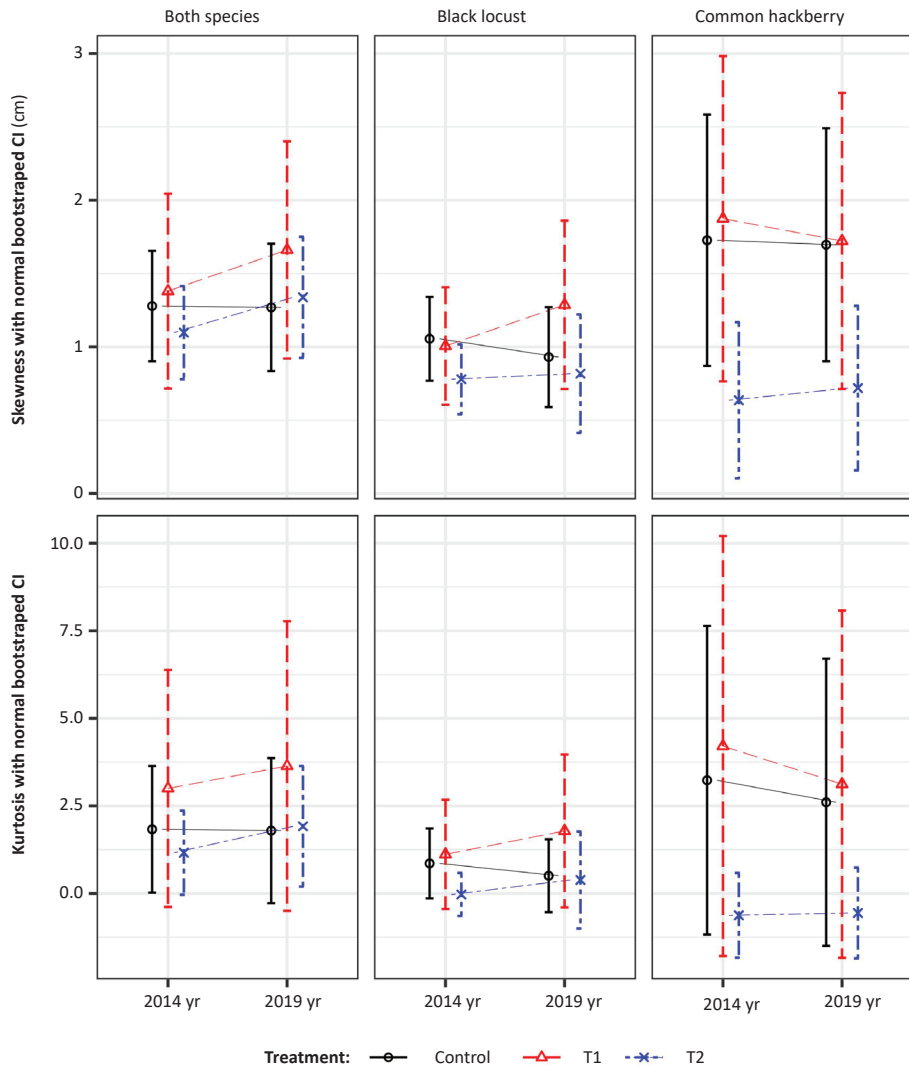 Both species
Black locust
Common hackberry
Skewness with normal bootstraped CI (cm)
3
2
1
0
Kurtosis with normal bootstraped CI
10.0
7.5
5.0
2.5
0.0
2014 yr 2019 yr
2014 yr 2019 yr
2014 yr 2019 yr
Treatment: Control T1 T2